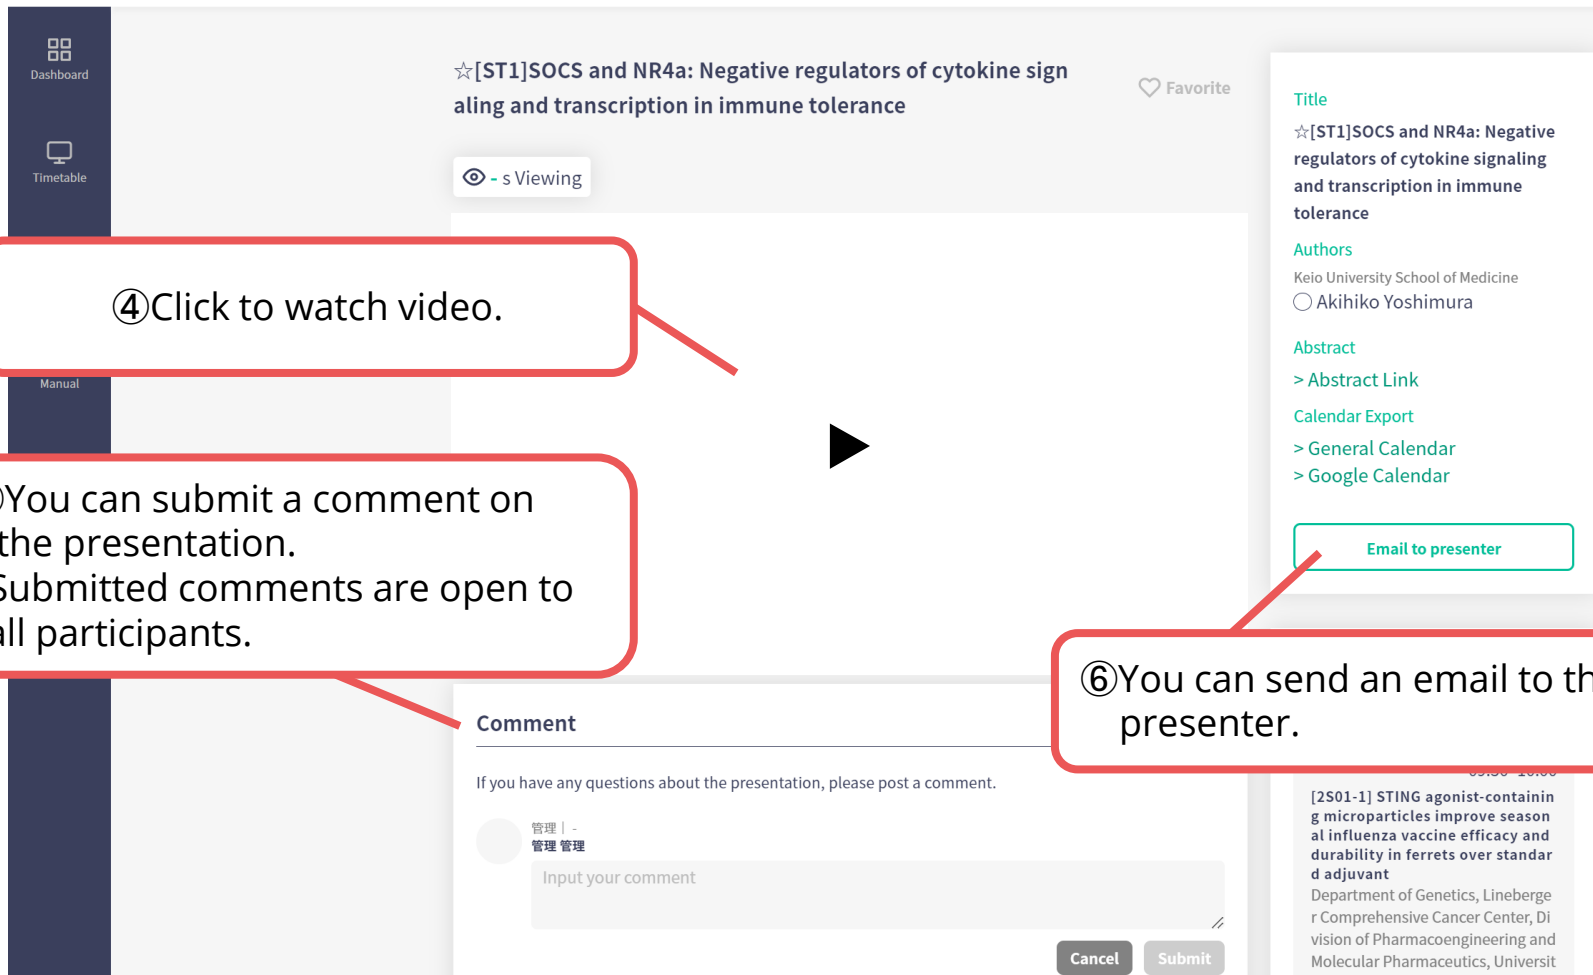 Dashboard
Timetable
Manual
☆[ST1]SOCS and NR4a: Negative regulators of cytokine sign
aling and transcription in immune tolerance
Favorite
- s Viewing
④Click to watch video.
You can submit a comment on
the presentation.
Submitted comments are open to
all participants.
Comment
If you have any questions about the presentation, please post a comment.
管理 | -
管理 管理
Input your comment
Cancel
Submit
Title
☆[ST1]SOCS and NR4a: Negative
regulators of cytokine signaling
and transcription in immune
tolerance
Authors
Keio University School of Medicine
◯ Akihiko Yoshimura
Abstract
> Abstract Link
Calendar Export
> General Calendar
> Google Calendar
Email to presenter
⑥You can send an email to th
presenter.
[2S01-1] STING agonist-containin
g microparticles improve season
al influenza vaccine efficacy and
durability in ferrets over standar
d adjuvant
Department of Genetics, Lineberge
r Comprehensive Cancer Center, Di
vision of Pharmacoengineering and
Molecular Pharmaceutics, Universit